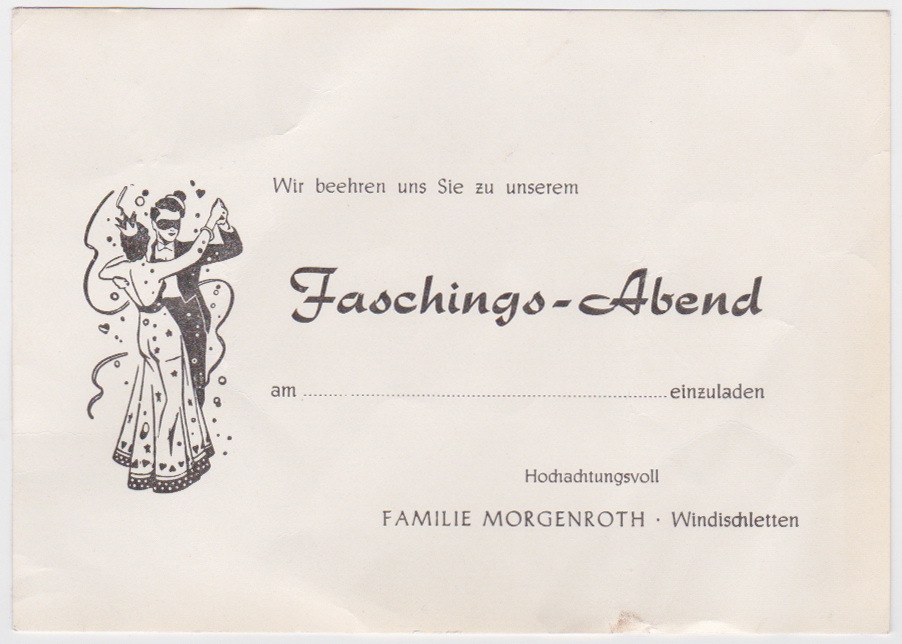 Wir beehren uns Sie zu unserem
Faschings-Abend
am ........................................................................ einzuladen
Hochachtungsvoll
FAMILIE MORGENROTH · Windischletten